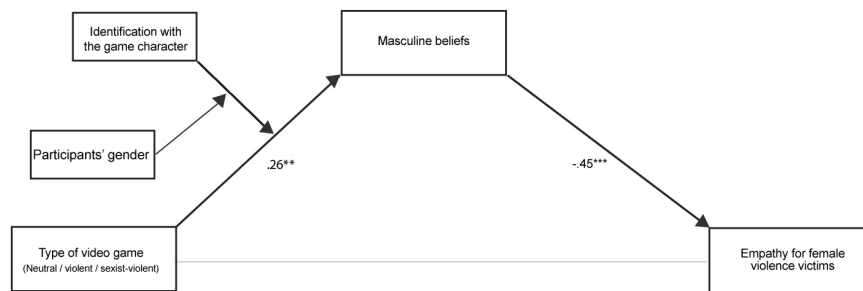 Identification with
the game character
Masculine beliefs
Participants’ gender
.26**
-.45***
Type of video game
(Neutral / violent / sexist-violent)
Empathy for female
violence victims